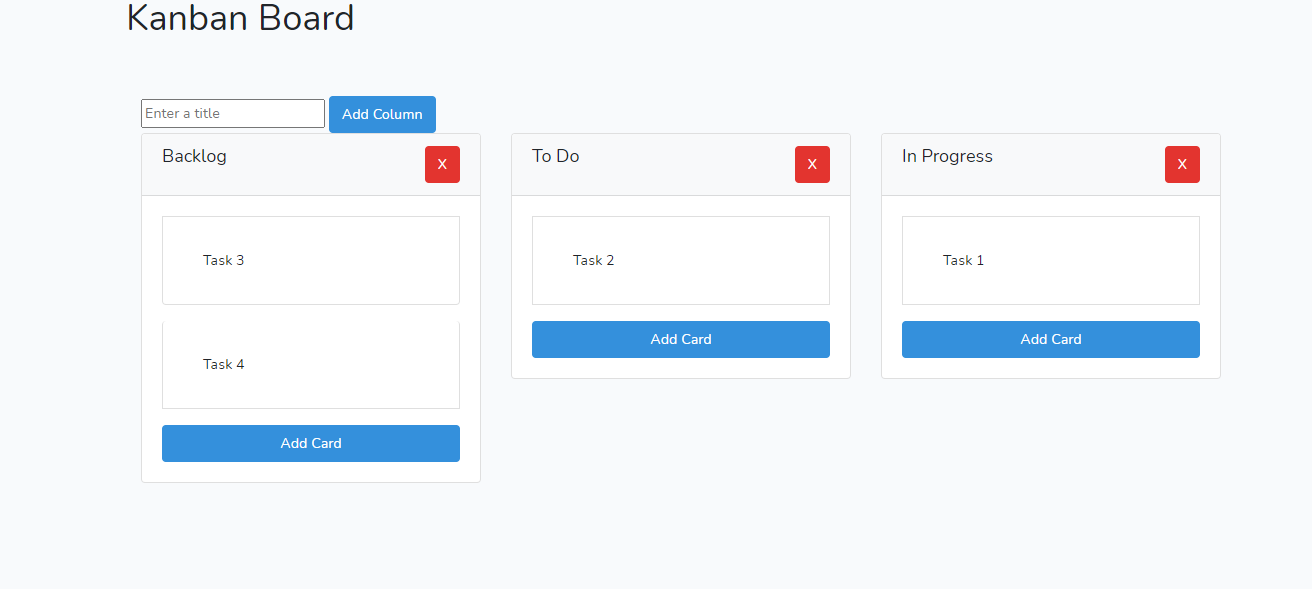 Kanban Board
Enter a title
Add Column
Backlog
X
Task 3
Task 4
Add Card
To Do
X
Task 2
Add Card
In Progress
X
Task 1
Add Card